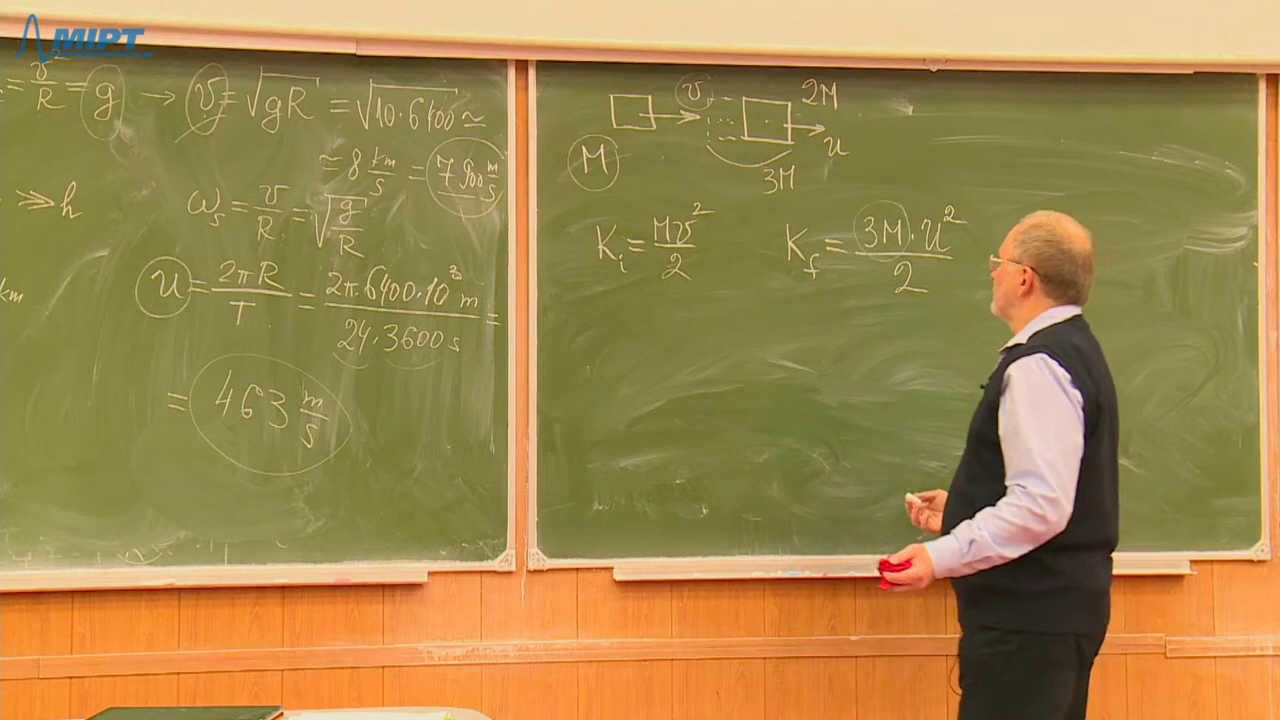 MIPT
= v²/R = g → v = √gR = √10·6400 ≃
≃ 8 km/s = 7900 m/s
≫ h
ω_s = v/R = √g/R
km
u = 2πR/T = 2π·6400·10³ m / 24·3600 s =
= 463 m/s
v 2M
u
M
3M
K_i = Mv²/2 K_f = 3M·u²/2